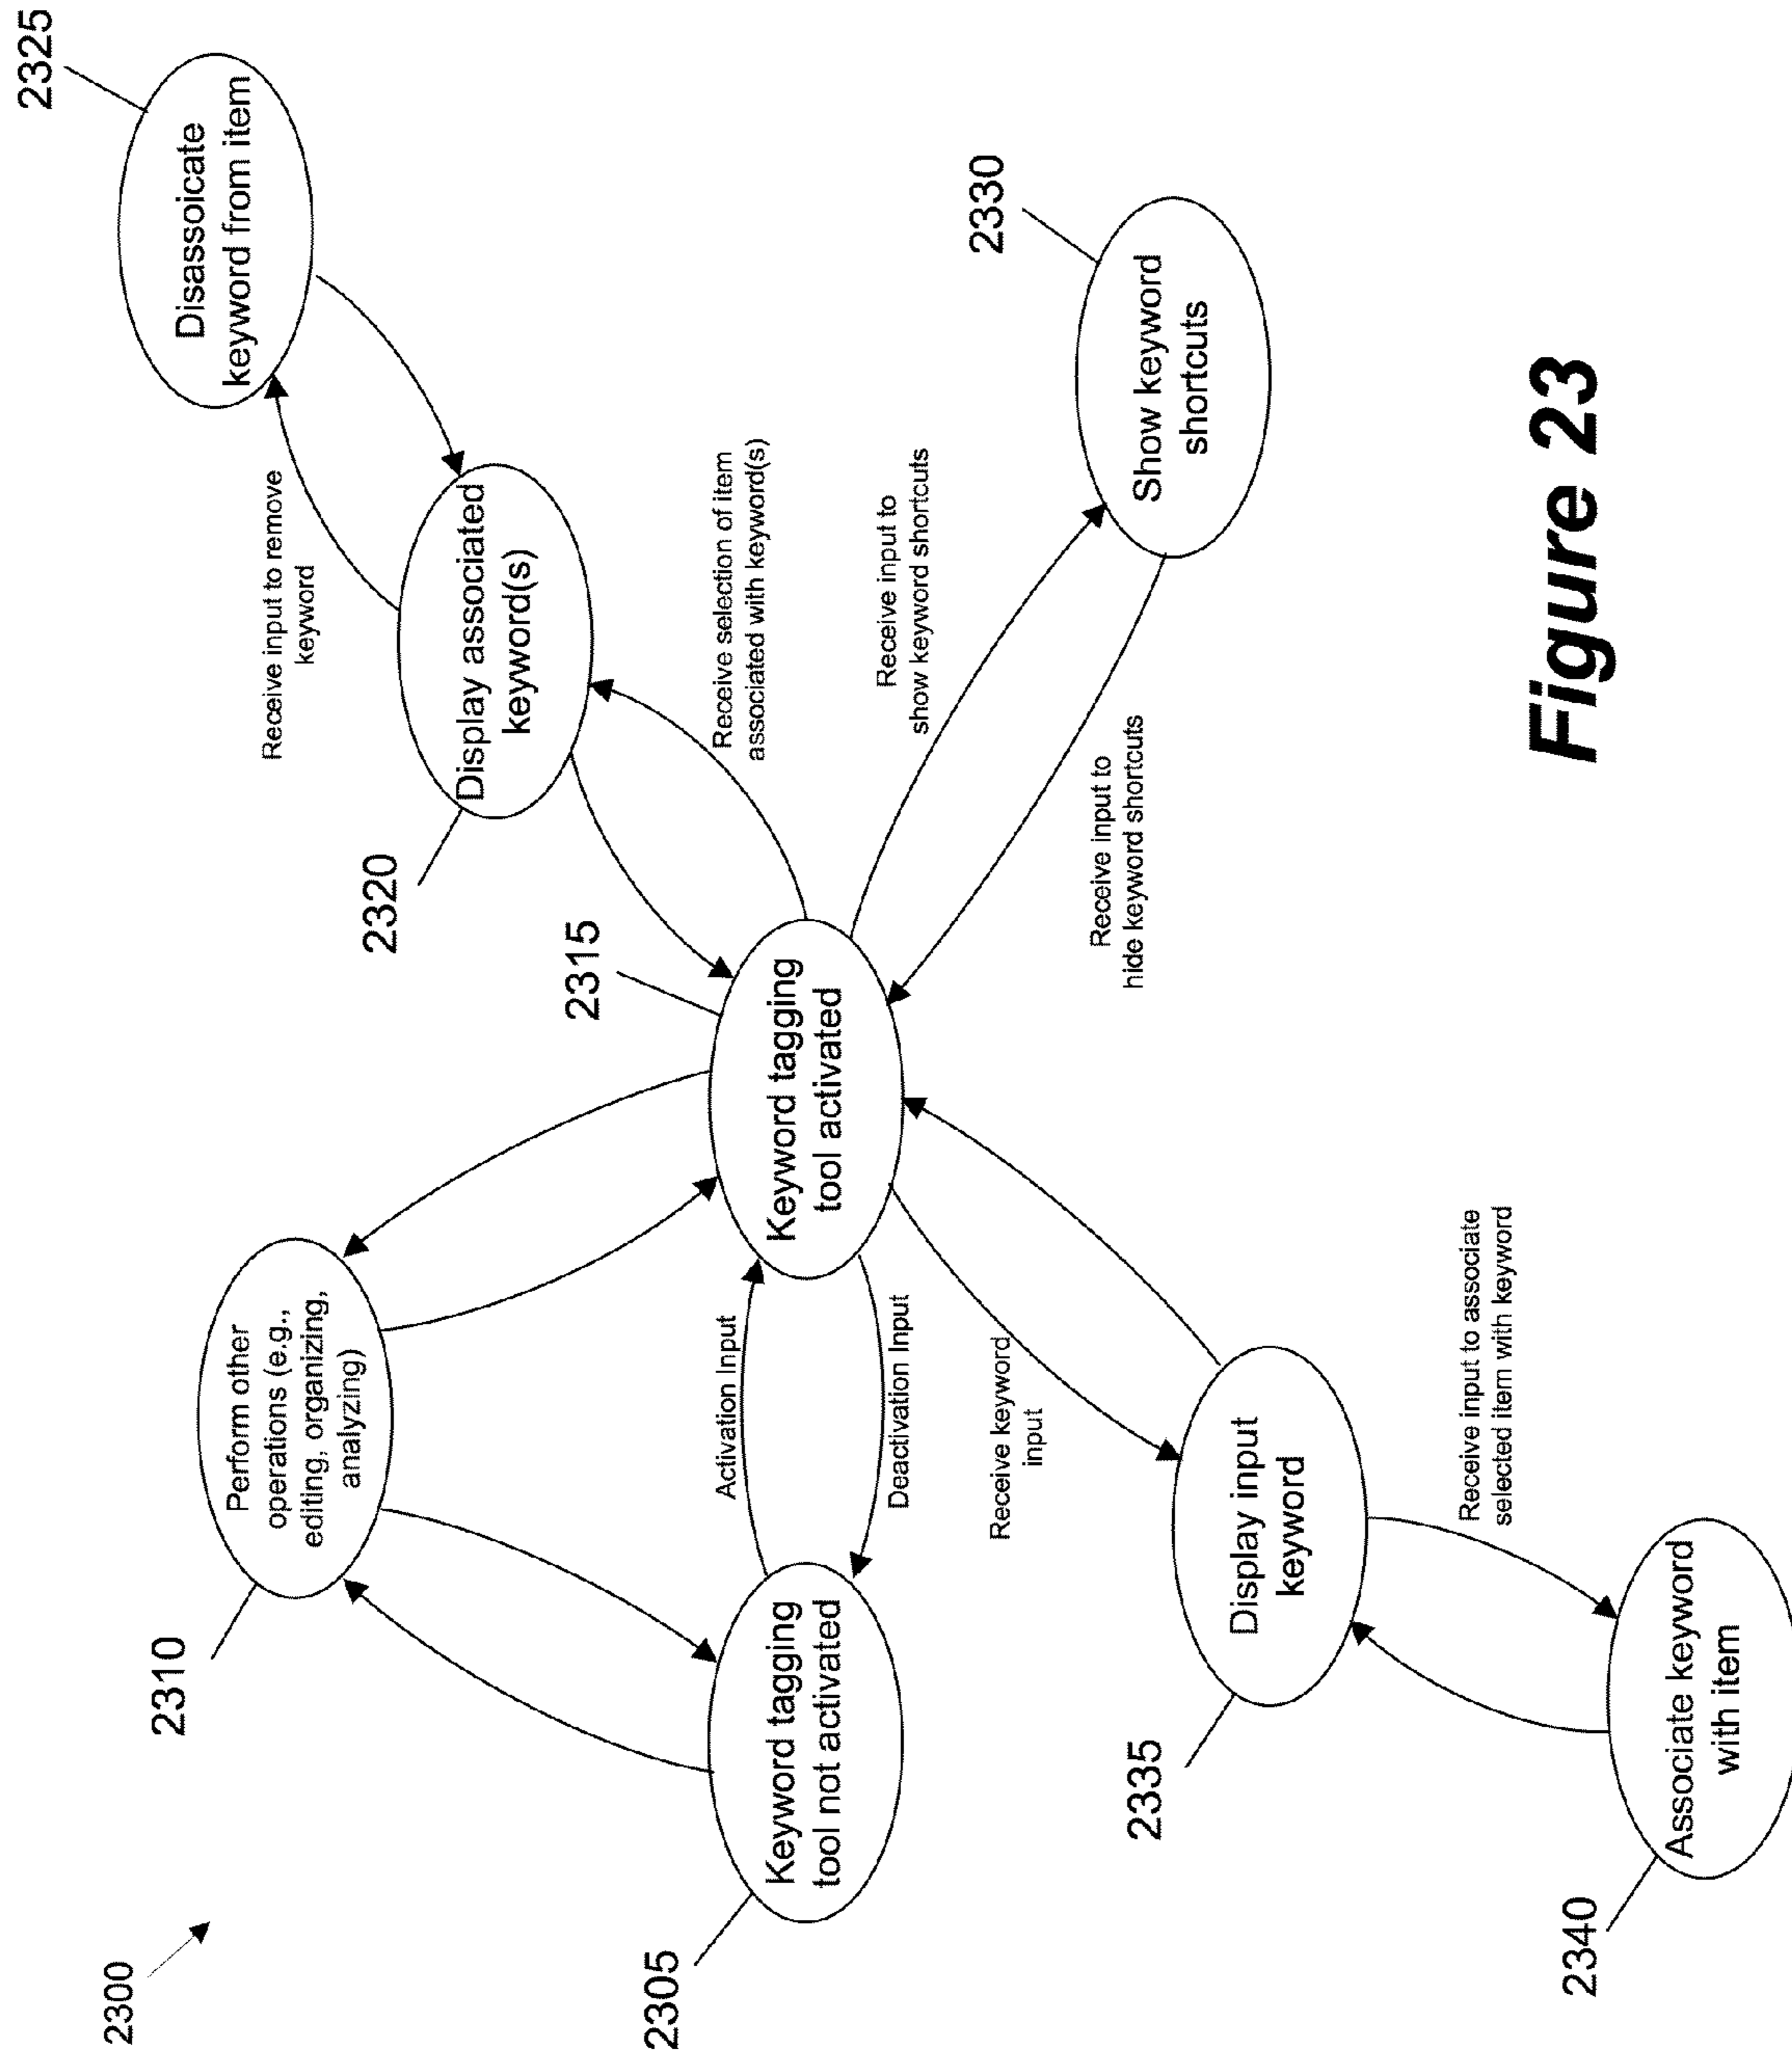 2300
2325
Disassoicate
keyword from item
Receive input to remove
keyword
2320
Display associated
keyword(s)
Receive selection of item
associated with keyword(s)
2310
Perform other
operations (e.g.,
editing, organizing,
analyzing)
2315
Keyword tagging
tool activated
2330
Show keyword
shortcuts
Receive input to
show keyword shortcuts
Receive input to
hide keyword shortcuts
Activation Input
Deactivation Input
2305
Keyword tagging
tool not activated
Receive keyword
input
2335
Display input
keyword
Receive input to associate
selected item with keyword
2340
Associate keyword
with item
Figure 23